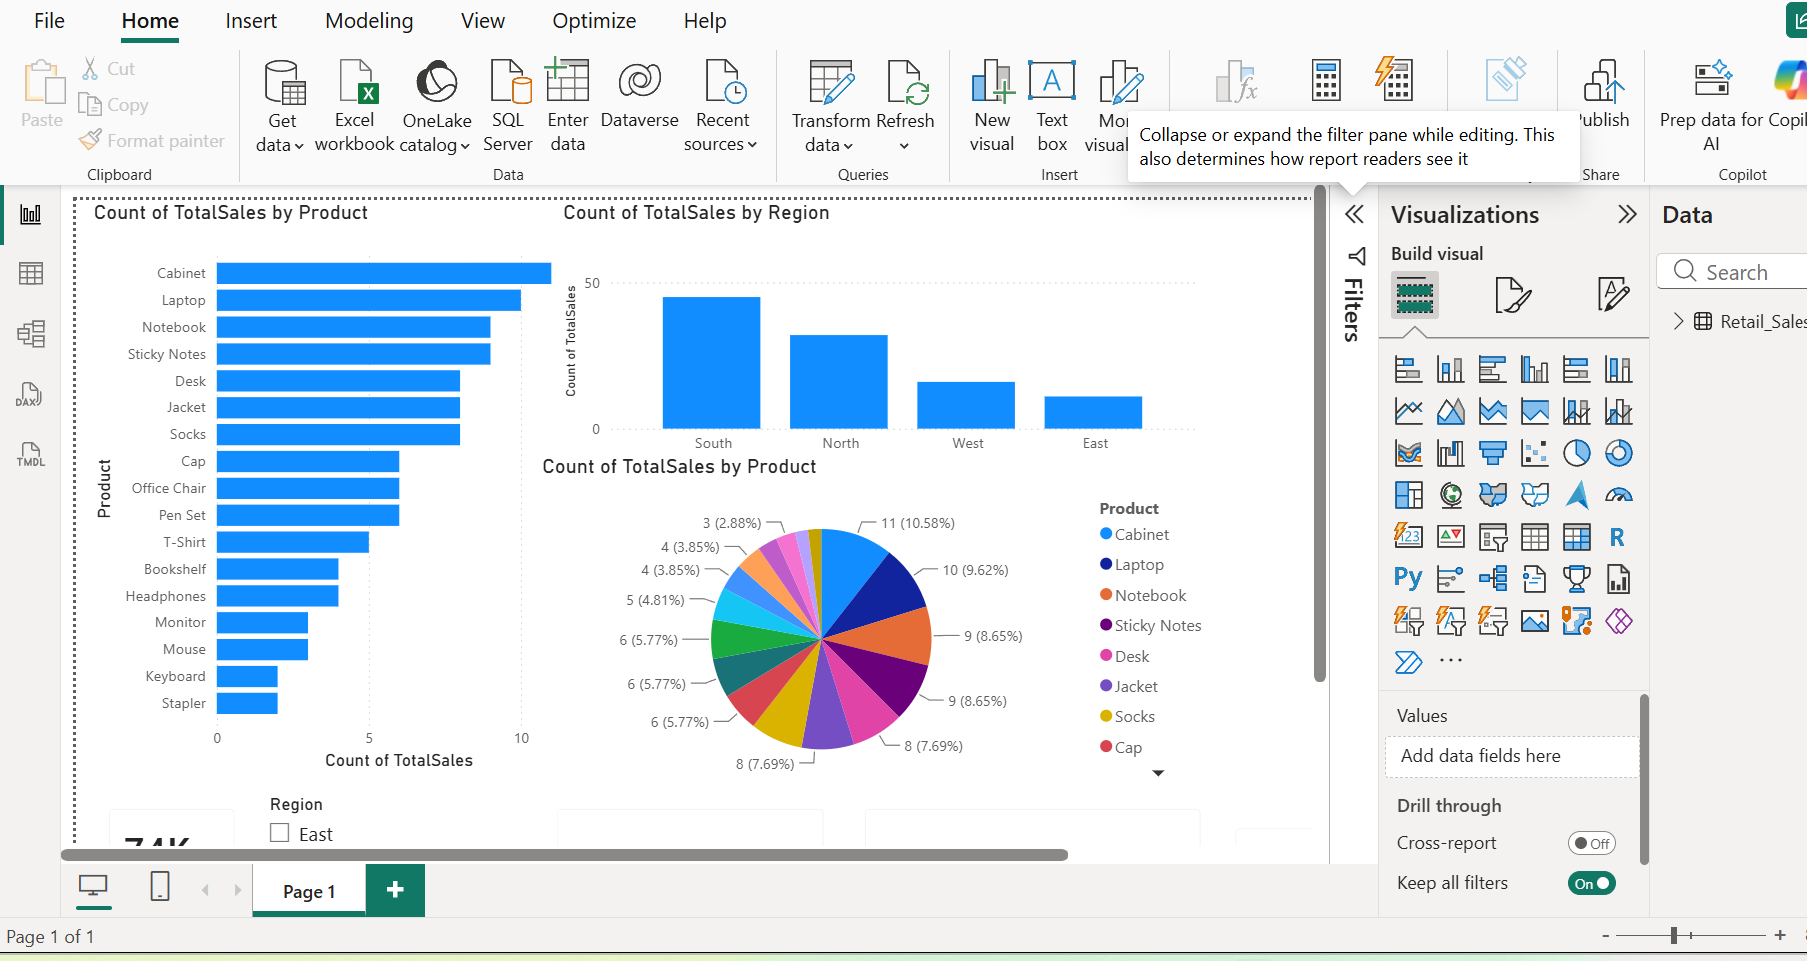 File Home Insert Modeling View Optimize Help
Paste
Cut
Copy
Format painter
Clipboard
Get data
Excel workbook
OneLake catalog
SQL Server
Enter data
Dataverse
Recent sources
Data
Transform data
Refresh
Queries
New visual
Text box
Insert
Collapse or expand the filter pane while editing. This
also determines how report readers see it
Share
Prep data for AI
Copilot
DAX
TMDL
Count of TotalSales by Product
Product
Cabinet
Laptop
Notebook
Sticky Notes
Desk
Jacket
Socks
Cap
Office Chair
Pen Set
T-Shirt
Bookshelf
Headphones
Monitor
Mouse
Keyboard
Stapler
0 5 10
Count of TotalSales
Count of TotalSales by Region
Count of TotalSales
50
0
South North West East
Count of TotalSales by Product
11 (10.58%)
10 (9.62%)
9 (8.65%)
9 (8.65%)
8 (7.69%)
8 (7.69%)
6 (5.77%)
6 (5.77%)
6 (5.77%)
5 (4.81%)
4 (3.85%)
4 (3.85%)
3 (2.88%)
Product
Cabinet
Laptop
Notebook
Sticky Notes
Desk
Jacket
Socks
Cap
74K
Region
East
Filters
Visualizations
Build visual
123
R
Py
Values
Add data fields here
Drill through
Cross-report
Off
Keep all filters
On
Data
Search
Retail_Sales
Page 1
Page 1 of 1